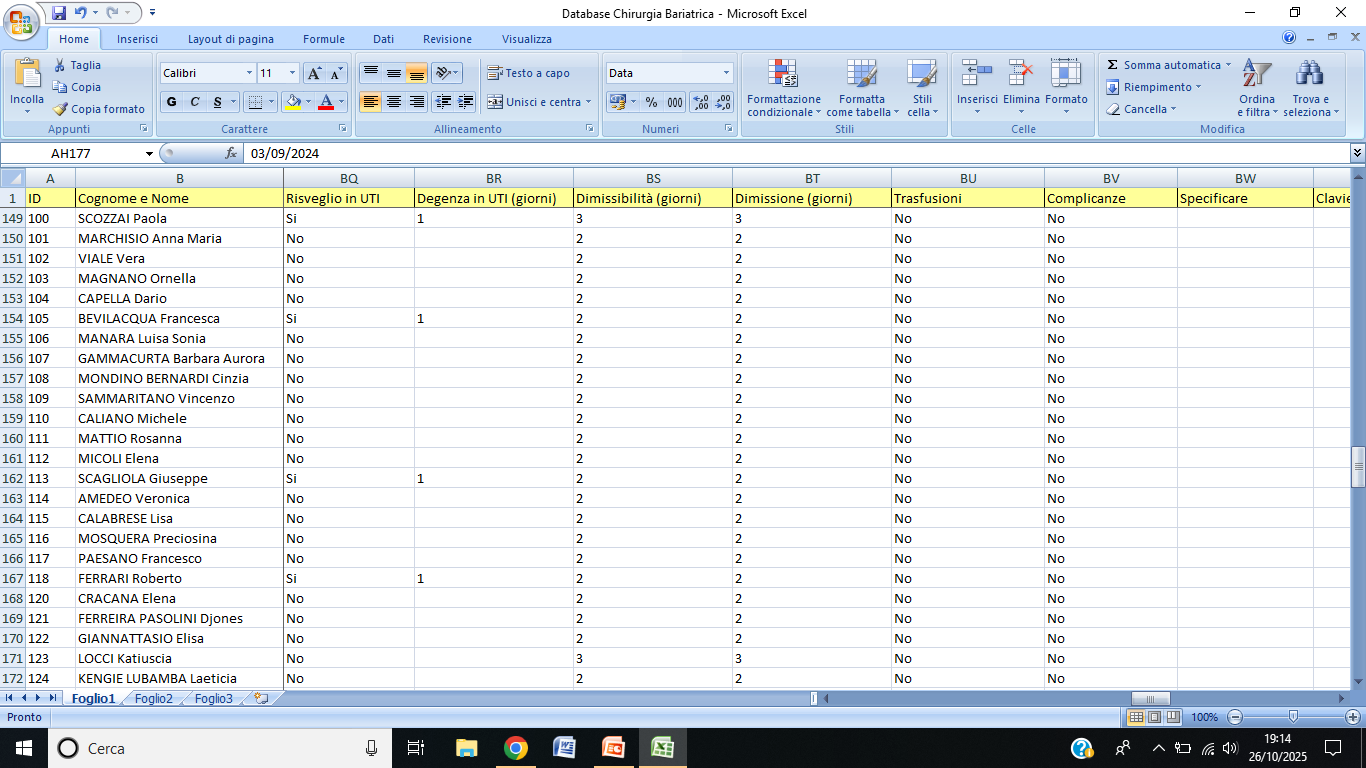 Database Chirurgia Bariatrica - Microsoft Excel
Home Inserisci Layout di pagina Formule Dati Revisione Visualizza
Incolla Taglia Copia Copia formato Appunti
Calibri 11 A A G C S A Carattere
Testo a capo Unisci e centra Allineamento
Data % 000 ,00 ,00 Numeri
Formattazione condizionale Formatta come tabella Stili cella Stili
Inserisci Elimina Formato Celle
Σ Somma automatica Riempimento Cancella Ordina e filtra Trova e seleziona Modifica
AH177 fx 03/09/2024
A B BQ BR BS BT BU BV BW
1 ID Cognome e Nome Risveglio in UTI Degenza in UTI (giorni) Dimissibilità (giorni) Dimissione (giorni) Trasfusioni Complicanze Specificare Clavie
149 100 SCOZZAI Paola Si 1 3 3 No No
150 101 MARCHISIO Anna Maria No 2 2 No No
151 102 VIALE Vera No 2 2 No No
152 103 MAGNANO Ornella No 2 2 No No
153 104 CAPELLA Dario No 2 2 No No
154 105 BEVILACQUA Francesca Si 1 2 2 No No
155 106 MANARA Luisa Sonia No 2 2 No No
156 107 GAMMACURTA Barbara Aurora No 2 2 No No
157 108 MONDINO BERNARDI Cinzia No 2 2 No No
158 109 SAMMARITANO Vincenzo No 2 2 No No
159 110 CALIANO Michele No 2 2 No No
160 111 MATTIO Rosanna No 2 2 No No
161 112 MICOLI Elena No 2 2 No No
162 113 SCAGLIOLA Giuseppe Si 1 2 2 No No
163 114 AMEDEO Veronica No 2 2 No No
164 115 CALABRESE Lisa No 2 2 No No
165 116 MOSQUERA Preciosina No 2 2 No No
166 117 PAESANO Francesco No 2 2 No No
167 118 FERRARI Roberto Si 1 2 2 No No
168 120 CRACANA Elena No 2 2 No No
169 121 FERREIRA PASOLINI Djones No 2 2 No No
170 122 GIANNATTASIO Elisa No 2 2 No No
171 123 LOCCI Katiuscia No 3 3 No No
172 124 KENGIE LUBAMBA Laeticia No 2 2 No No
Foglio1 Foglio2 Foglio3
Pronto 100%
Cerca 19:14
26/10/2025